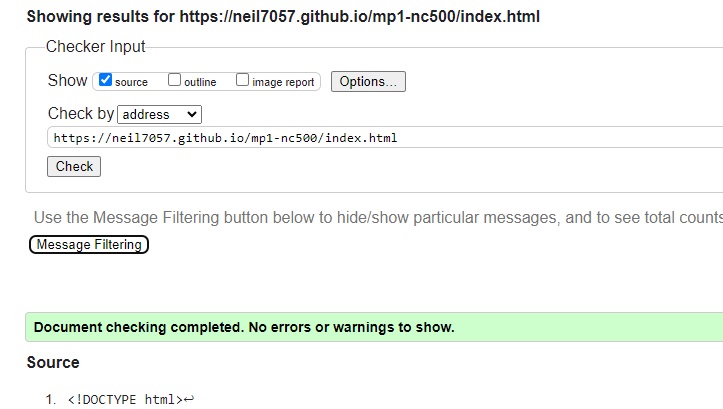 Showing results for https://neil7057.github.io/mp1-nc500/index.html
Checker Input
Show source outline image report Options...
Check by address
https://neil7057.github.io/mp1-nc500/index.html
Check
Use the Message Filtering button below to hide/show particular messages, and to see total counts
Message Filtering
Document checking completed. No errors or warnings to show.
Source
1. <!DOCTYPE html>↩